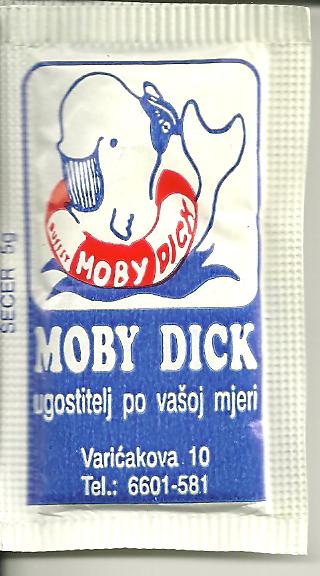 BUFFET MOBY DICK
MOBY DICK
ugostitelj po vašoj mjeri
Varićakova 10
Tel.: 6601-581
SECER 5g